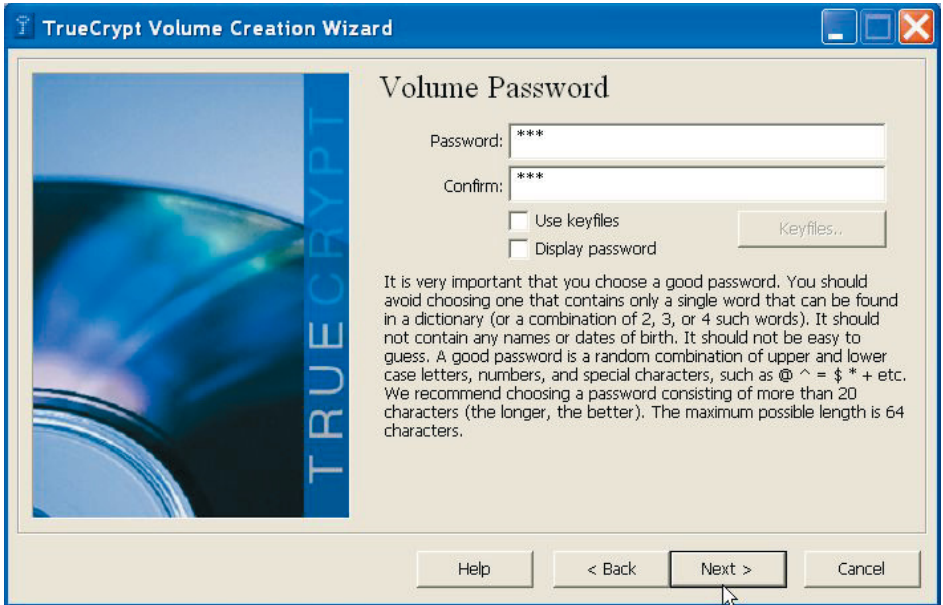 TrueCrypt Volume Creation Wizard
Volume Password
Password: ***
Confirm: ***
Use keyfiles
Keyfiles..
Display password
It is very important that you choose a good password. You should
avoid choosing one that contains only a single word that can be found
in a dictionary (or a combination of 2, 3, or 4 such words). It should
not contain any names or dates of birth. It should not be easy to
guess. A good password is a random combination of upper and lower
case letters, numbers, and special characters, such as @ ^ = $ * + etc.
We recommend choosing a password consisting of more than 20
characters (the longer, the better). The maximum possible length is 64
characters.
TRUECRYPT
Help
< Back
Next >
Cancel